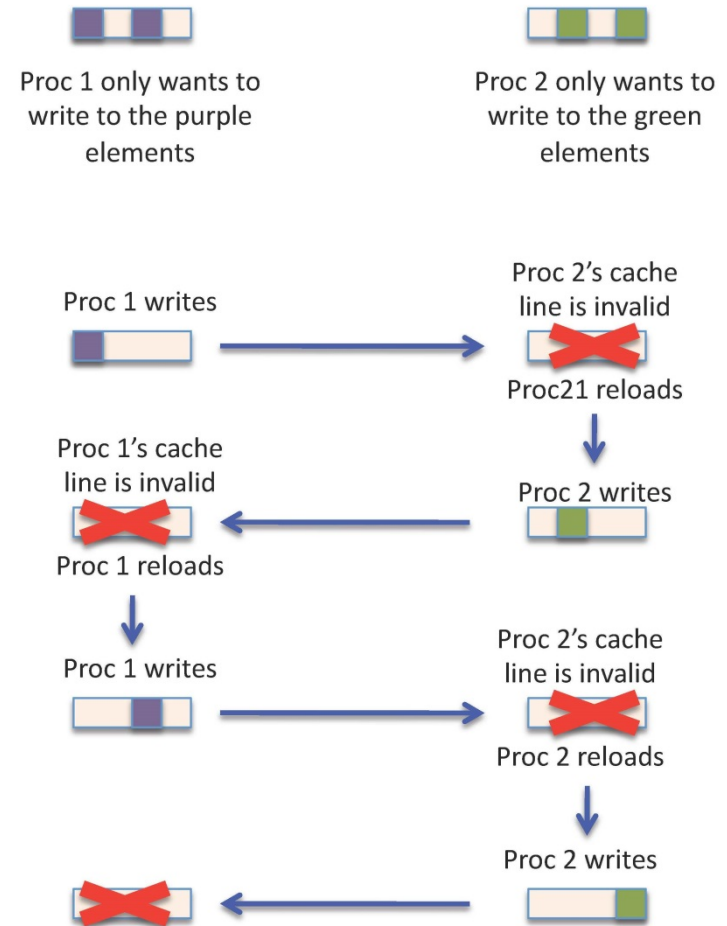 Proc 1 only wants to
write to the purple
elements
Proc 2 only wants to
write to the green
elements
Proc 1 writes
Proc 2’s cache
line is invalid
Proc21 reloads
Proc 1’s cache
line is invalid
Proc 1 reloads
Proc 2 writes
Proc 1 writes
Proc 2’s cache
line is invalid
Proc 2 reloads
Proc 2 writes